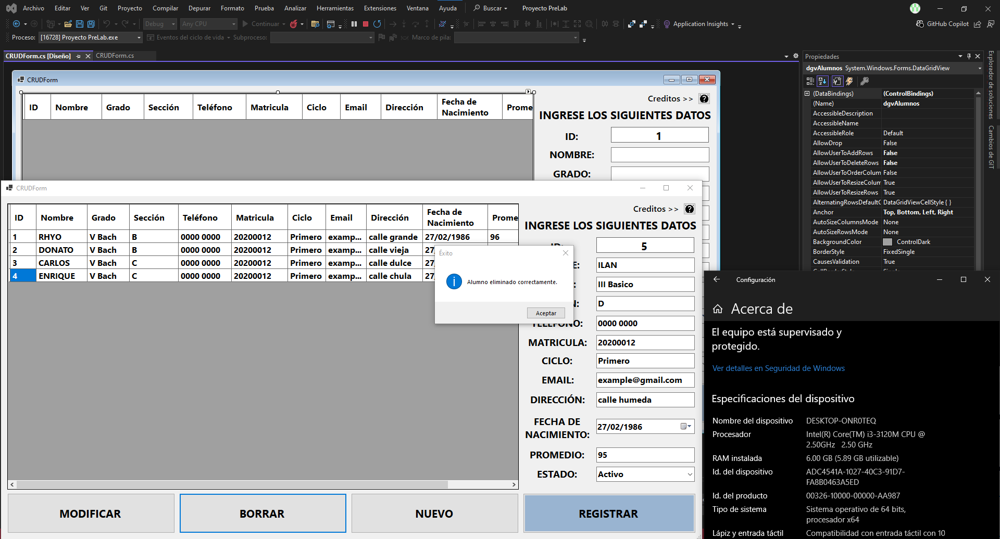 Archivo Editar Ver Git Proyecto Compilar Depurar Formato Prueba Analizar Herramientas Extensiones Ventana Ayuda Buscar Proyecto PreLab
Debug Any CPU Continuar Application Insights GitHub Copilot
Proceso: [16728] Proyecto PreLab.exe Eventos del ciclo de vida Subproceso: Marco de pila:
CRUDForm.cs [Diseño] CRUDForm.cs
CRUDForm
ID Nombre Grado Sección Teléfono Matricula Ciclo Email Dirección Fecha de Nacimiento Prome
Creditos >> ?
INGRESE LOS SIGUIENTES DATOS
ID: 1
NOMBRE:
GRADO:
Propiedades
dgvAlumnos System.Windows.Forms.DataGridView
(DataBindings) (ControlBindings)
(Name) dgvAlumnos
AccessibleDescription
AccessibleName
AccessibleRole Default
AllowDrop False
AllowUserToAddRows False
AllowUserToDeleteRows False
AllowUserToOrderColum False
AllowUserToResizeColum True
AllowUserToResizeRows True
AlternatingRowsDefaultC DataGridViewCellStyle { }
Anchor Top, Bottom, Left, Right
AutoSizeColumnsMode None
AutoSizeRowsMode None
BackgroundColor ControlDark
BorderStyle FixedSingle
CausesValidation True
Explorador de soluciones
Cambios de GIT
CRUDForm
ID Nombre Grado Sección Teléfono Matricula Ciclo Email Dirección Fecha de Nacimiento Prome
1 RHYO V Bach B 0000 0000 20200012 Primero examp... calle grande 27/02/1986 96
2 DONATO V Bach B 0000 0000 20200012 Primero examp... calle vieja 27
3 CARLOS V Bach C 0000 0000 20200012 Primero examp... calle dulce 27
4 ENRIQUE V Bach C 0000 0000 20200012 Primero examp... calle chula 27
Éxito
Alumno eliminado correctamente.
Aceptar
Creditos >> ?
INGRESE LOS SIGUIENTES DATOS
ID: 5
E: ILAN
: III Basico
N: D
TELEFONO: 0000 0000
MATRICULA: 20200012
CICLO: Primero
EMAIL: example@gmail.com
DIRECCIÓN: calle humeda
FECHA DE
NACIMIENTO: 27/02/1986
PROMEDIO: 95
ESTADO: Activo
MODIFICAR BORRAR NUEVO REGISTRAR
Configuración
Acerca de
El equipo está supervisado y
protegido.
Ver detalles en Seguridad de Windows
Especificaciones del dispositivo
Nombre del dispositivo DESKTOP-ONR0TEQ
Procesador Intel(R) Core(TM) i3-3120M CPU @
2.50GHz 2.50 GHz
RAM instalada 6.00 GB (5.89 GB utilizable)
Id. del dispositivo ADC4541A-1027-40C3-91D7-
FA8B0463A5ED
Id. del producto 00326-10000-00000-AA987
Tipo de sistema Sistema operativo de 64 bits,
procesador x64
Lápiz y entrada táctil Compatibilidad con entrada táctil con 10